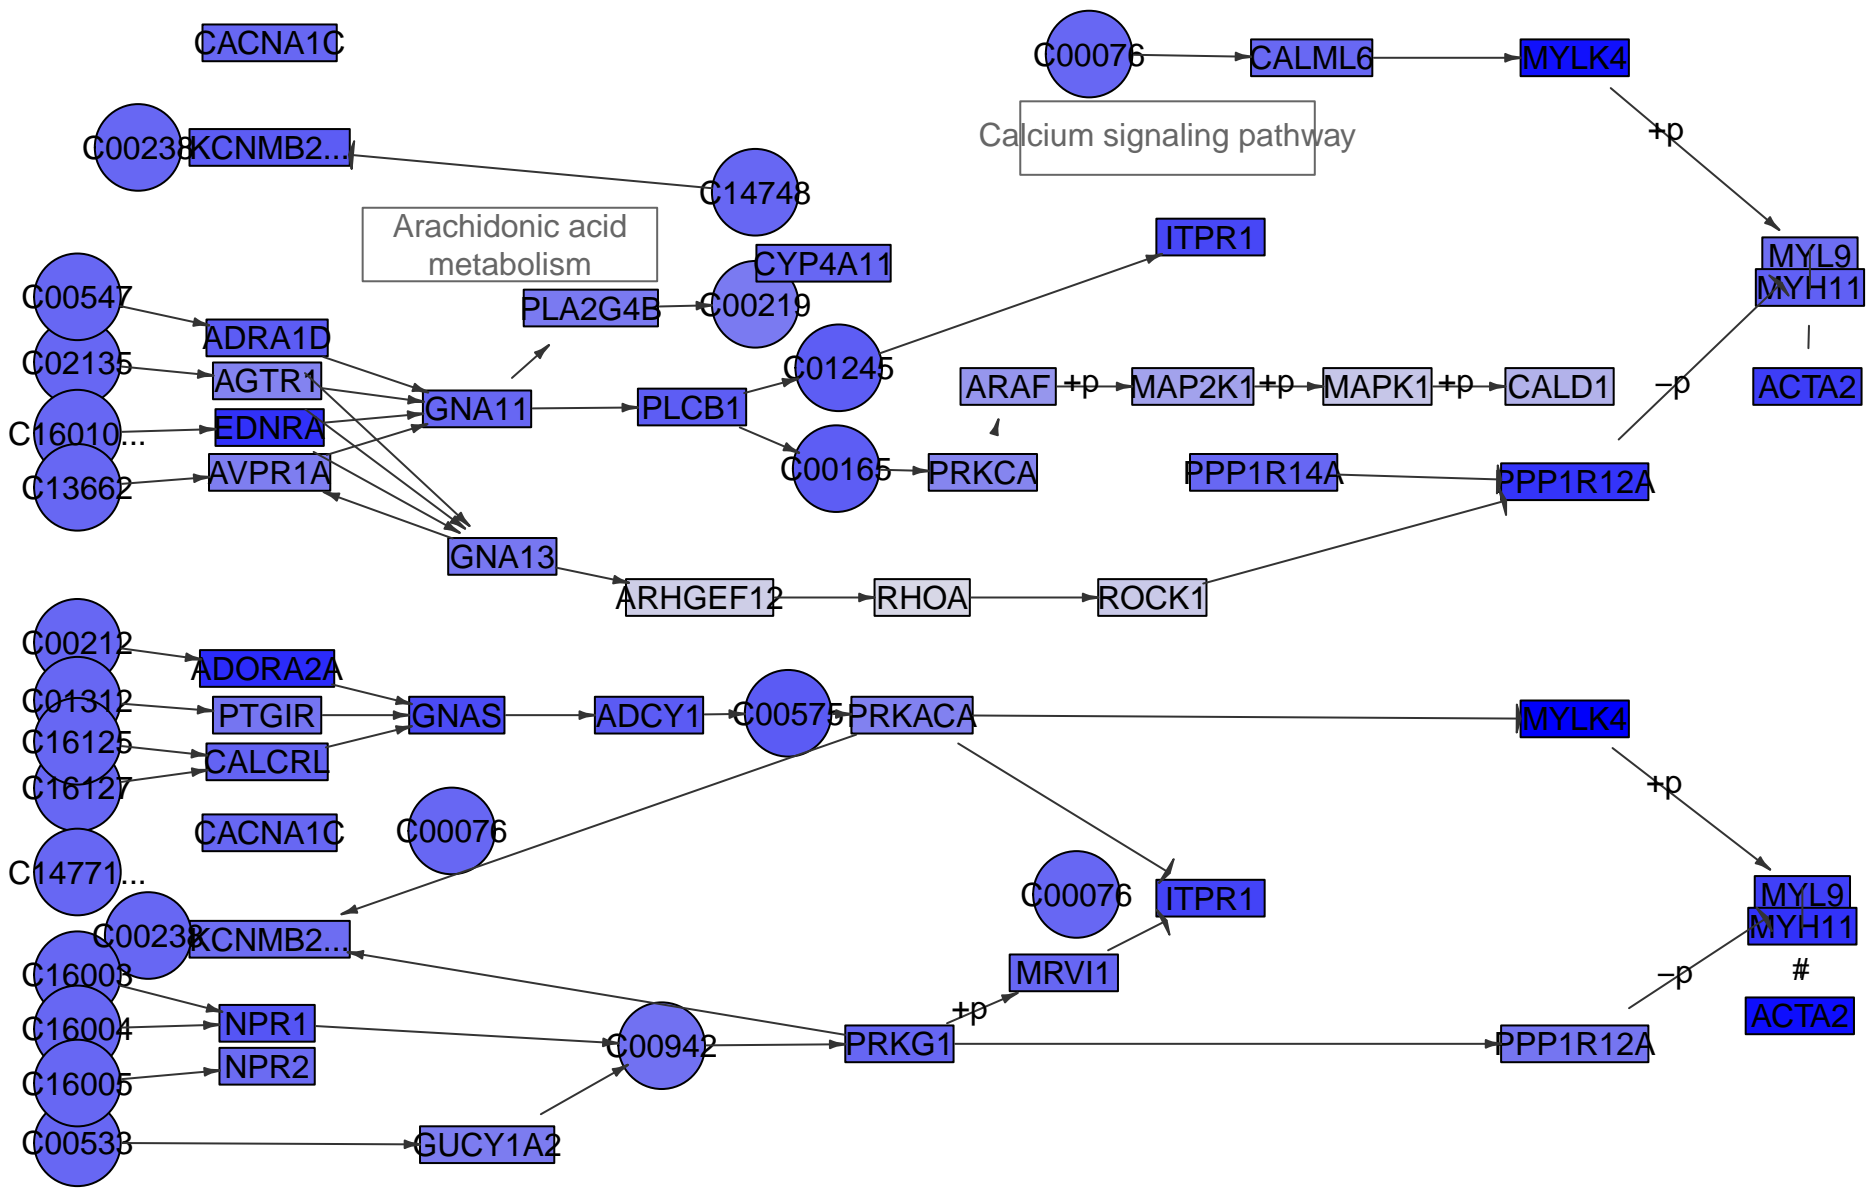 CACNA1C
C00076
CALML6
MYLK4
Calcium signaling pathway
+p
C00238
KCNMB2...
C14748
Arachidonic acid
metabolism
CYP4A11
ITPR1
MYL9
MYH11
C00547
PLA2G4B
C00219
ADRA1D
C02135
AGTR1
C01245
ARAF
+p
MAP2K1
+p
MAPK1
+p
CALD1
–p
ACTA2
GNA11
PLCB1
C16010...
EDNRA
C13662
AVPR1A
C00165
PRKCA
PPP1R14A
PPP1R12A
GNA13
ARHGEF12
RHOA
ROCK1
C00212
ADORA2A
C01312
PTGIR
GNAS
ADCY1
C00575
PRKACA
MYLK4
C16125
CALCRL
C16127
+p
CACNA1C
C00076
C14771...
C00076
ITPR1
MYL9
MYH11
C00238
KCNMB2...
C16003
MRVI1
–p
#
+p
ACTA2
C16004
NPR1
C00942
PRKG1
PPP1R12A
NPR2
C16005
C00533
GUCY1A2